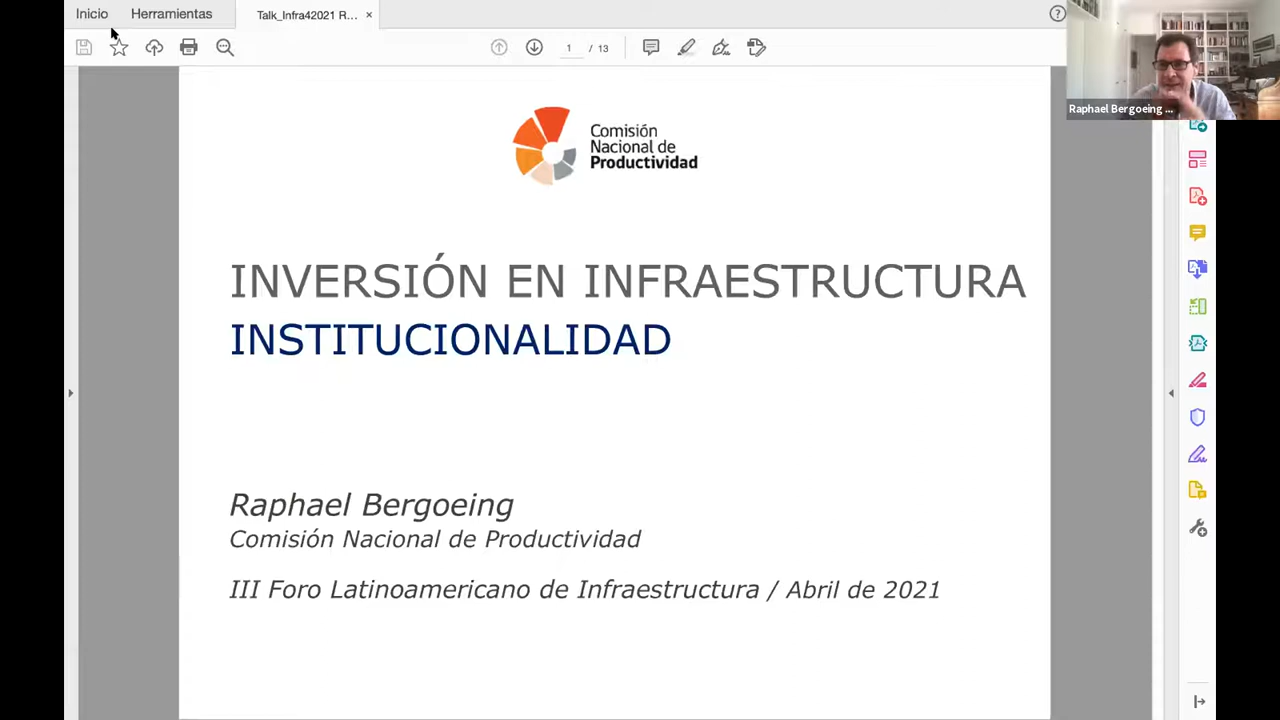 Inicio
Herramientas
Talk_Infra42021 R...
1 / 13
Raphael Bergoeing ...
Comisión
Nacional de
Productividad
INVERSIÓN EN INFRAESTRUCTURA
INSTITUCIONALIDAD
Raphael Bergoeing
Comisión Nacional de Productividad
III Foro Latinoamericano de Infraestructura / Abril de 2021